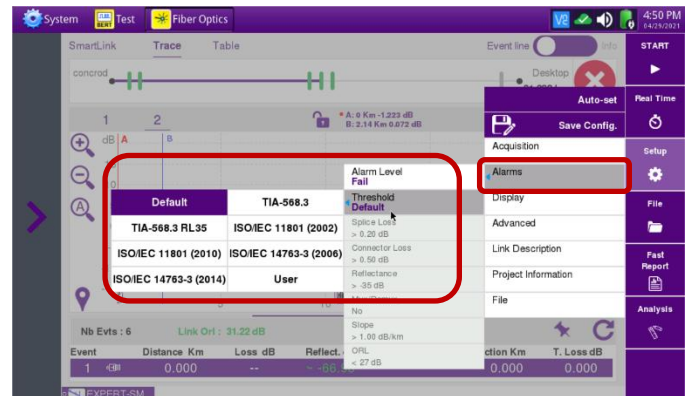 System Test Fiber Optics V2 4:50 PM
04/29/2021
SmartLink Trace Table Event line Info START
concrod Desktop
Auto-set Real Time
1 2 A: 0 Km -1.223 dB
B: 2.14 Km 0.072 dB
Save Config.
dB A B
Acquisition
Setup
Alarm Level
Fail
Alarms
Default TIA-568.3 Threshold
Default
Display File
TIA-568.3 RL35 ISO/IEC 11801 (2002) Splice Loss
> 0.20 dB
Advanced
ISO/IEC 11801 (2010) ISO/IEC 14763-3 (2006) Connector Loss
> 0.50 dB
Link Description Fast
Report
ISO/IEC 14763-3 (2014) User Reflectance
> -35 dB
Project Information
No
File Analysis
Nb Evts : 6 Link Orl : 31.22 dB Slope
> 1.00 dB/km
Event Distance Km Loss dB Reflect. ORL
< 27 dB
ction Km T. Loss dB
1 0.000 -- ~ -66. 0.000 0.000
EXPERT-SM